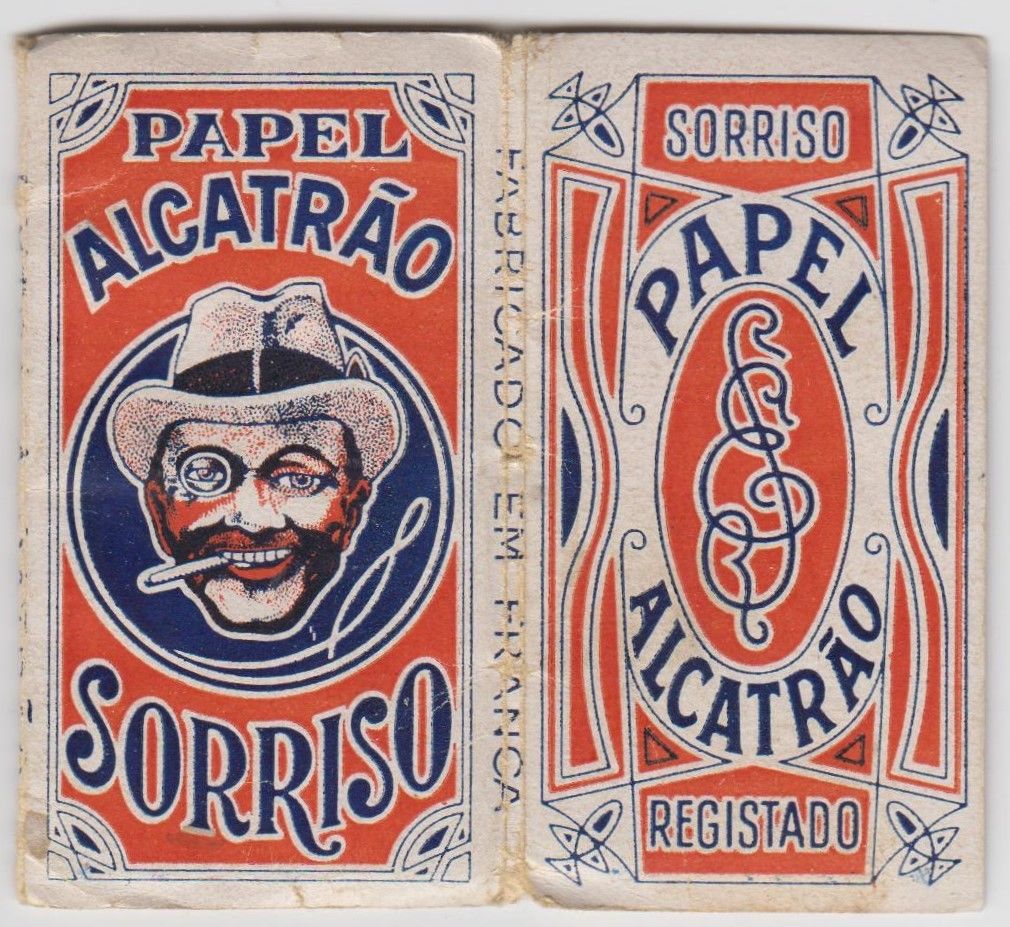 PAPEL
ALCATRÃO
SORRISO
FABRICADO EM FRANÇA
SORRISO
PAPEL
ALCATRÃO
REGISTADO